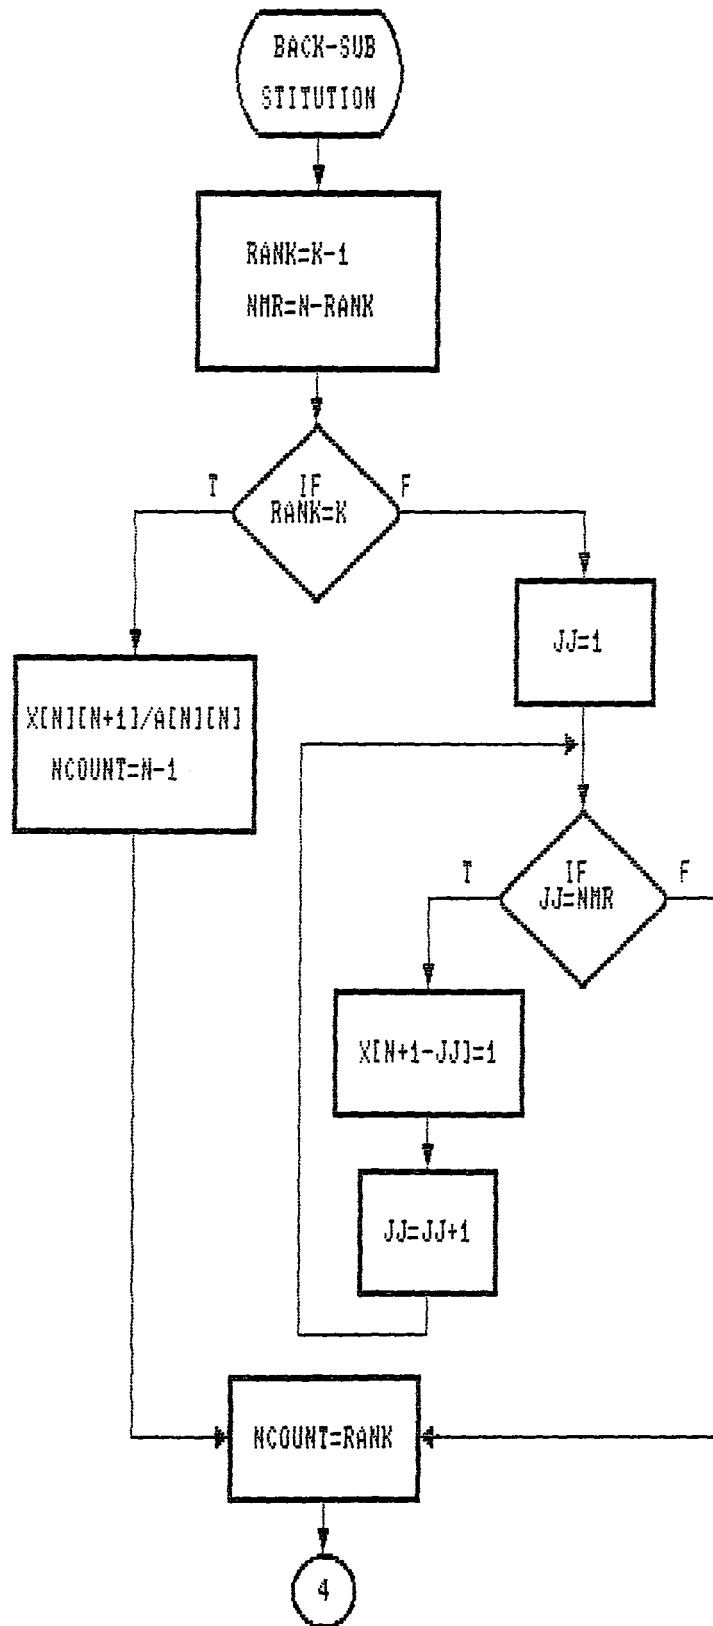 BACK-SUB
STITUTION
RANK=K-1
NMR=N-RANK
T
IF
F
RANK=K
JJ=1
X[N][N+1]/A[N][N]
NCOUNT=N-1
T
IF
F
JJ=NMR
X[N+1-JJ]=1
JJ=JJ+1
NCOUNT=RANK
4